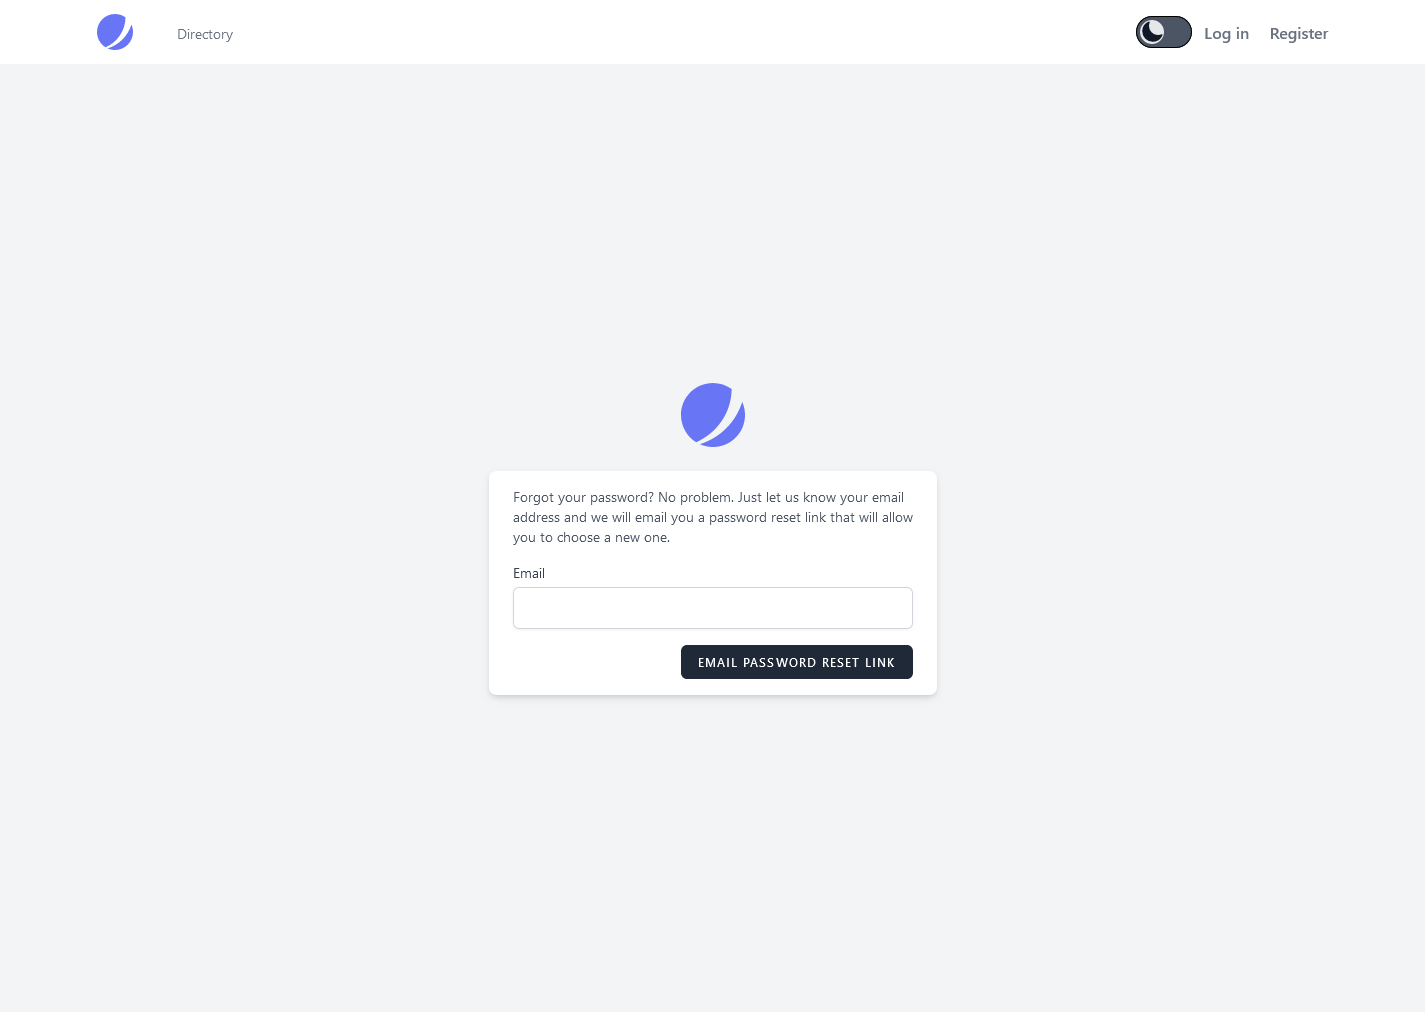 Directory
Log in
Register
Forgot your password? No problem. Just let us know your email
address and we will email you a password reset link that will allow
you to choose a new one.
Email
EMAIL PASSWORD RESET LINK